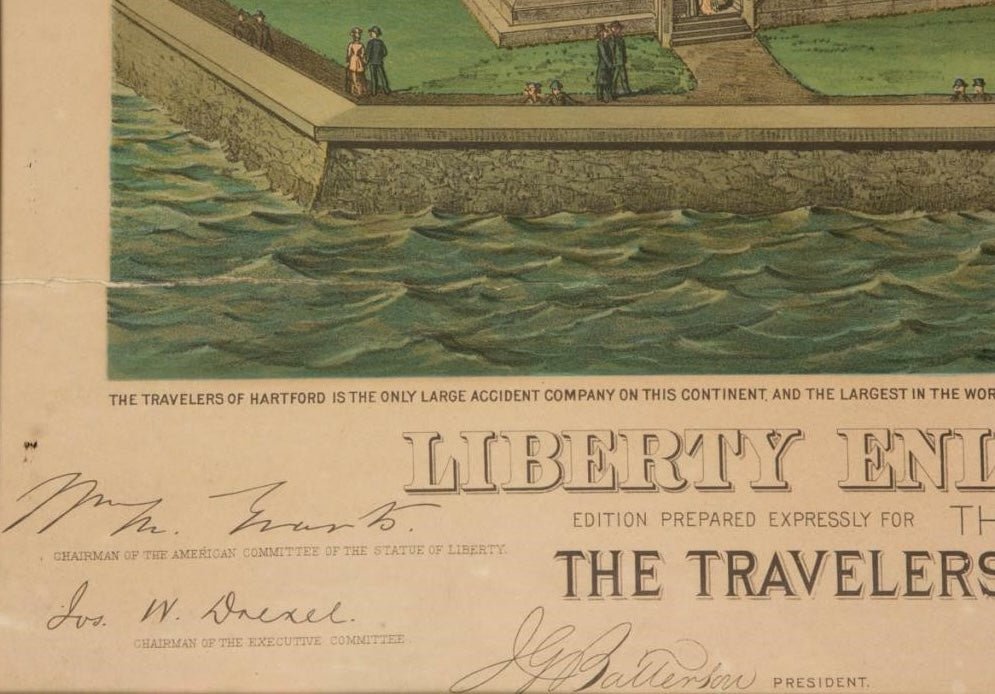 THE TRAVELERS OF HARTFORD IS THE ONLY LARGE ACCIDENT COMPANY ON THIS CONTINENT, AND THE LARGEST IN THE WOR
LIBERTY ENL
Wm M. Evarts.
EDITION PREPARED EXPRESSLY FOR TH
CHAIRMAN OF THE AMERICAN COMMITTEE OF THE STATUE OF LIBERTY.
THE TRAVELERS
Jos. W. Drexel.
CHAIRMAN OF THE EXECUTIVE COMMITTEE
J G Batterson PRESIDENT.